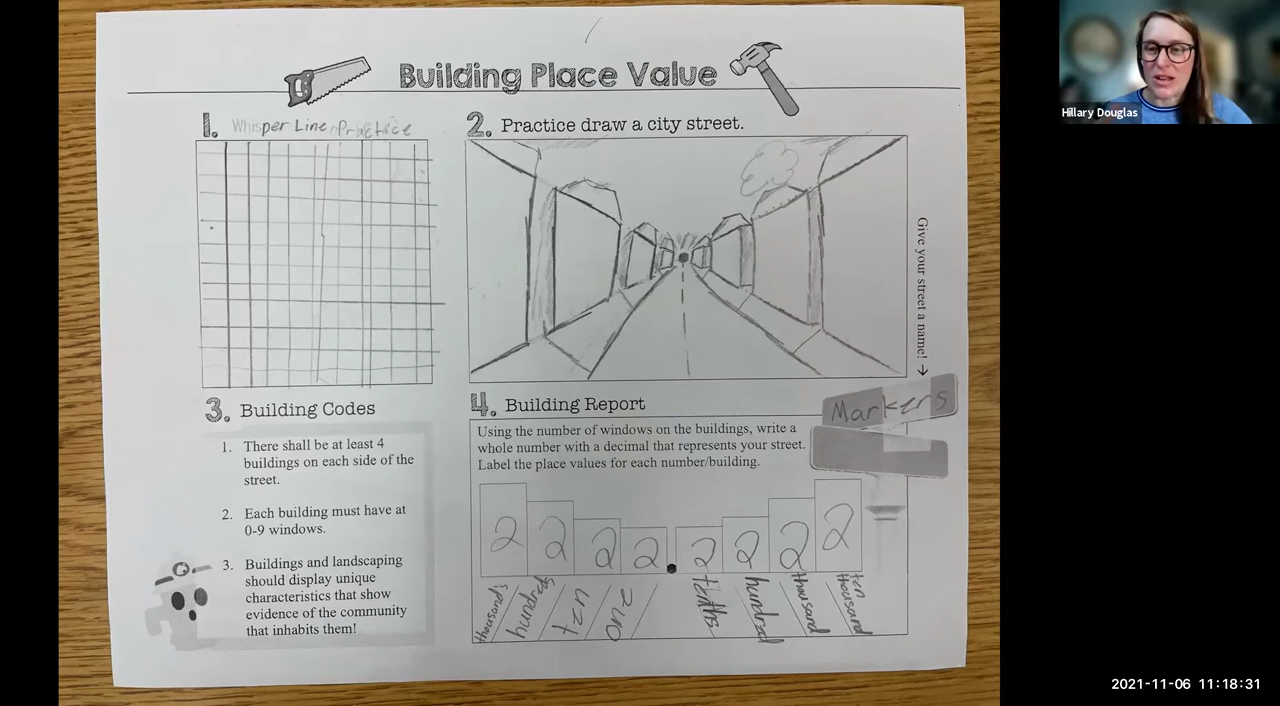 Building Place Value
1. Whisper Line Practice
2. Practice draw a city street.
Give your street a name! →
3. Building Codes
1. There shall be at least 4
buildings on each side of the
street.
2. Each building must have at
0-9 windows.
3. Buildings and landscaping
should display unique
characteristics that show
evidence of the community
that inhabits them!
4. Building Report
Markers
Using the number of windows on the buildings, write a
whole number with a decimal that represents your street.
Label the place values for each number/building.
2 2 2 2 . 2 2 2 2
thousands hundreds tens one tenths hundred thousand ten thousand
Hillary Douglas
2021-11-06 11:18:31